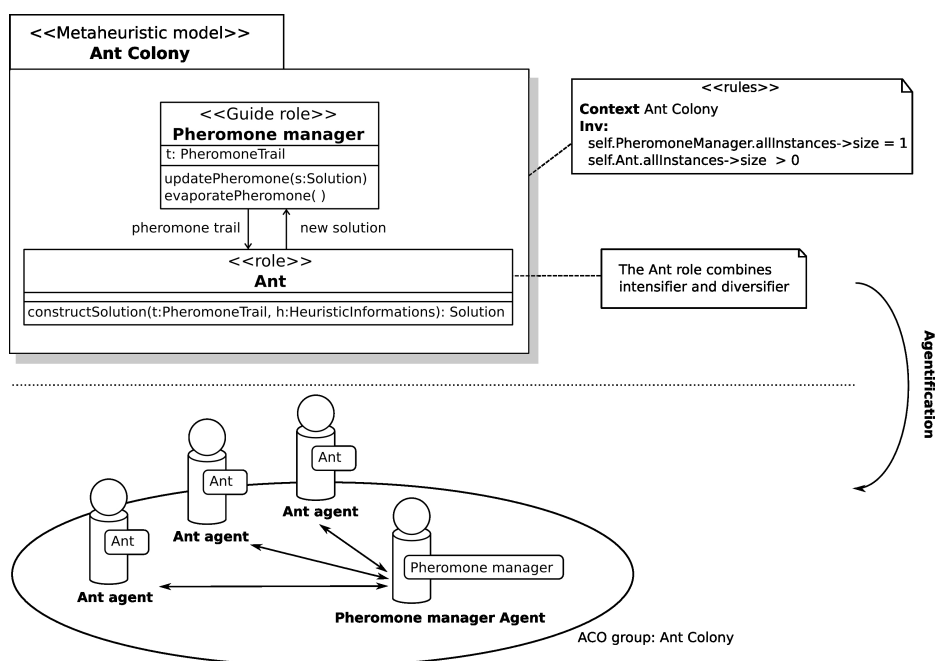 <<Metaheuristic model>>
Ant Colony
<<Guide role>>
Pheromone manager
t: PheromoneTrail
updatePheromone(s:Solution)
evaporatePheromone( )
pheromone trail
new solution
<<role>>
Ant
constructSolution(t:PheromoneTrail, h:HeuristicInformations): Solution
<<rules>>
Context Ant Colony
Inv:
self.PheromoneManager.allInstances->size = 1
self.Ant.allInstances->size > 0
The Ant role combines
intensifier and diversifier
Agentification
Ant
Ant agent
Ant
Ant agent
Ant
Ant agent
Pheromone manager
Pheromone manager Agent
ACO group: Ant Colony